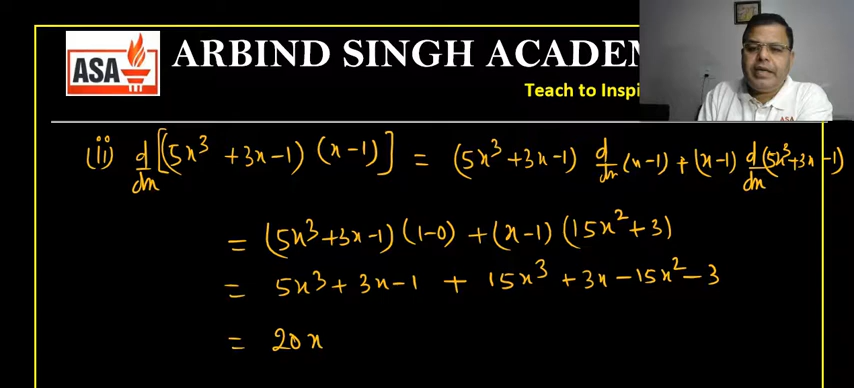 ARBIND SINGH ACADEM
ASA
Teach to Inspi
(ii) d/dx [(5x³ + 3x - 1) (x - 1)] = (5x³ + 3x - 1) d/dx (x - 1) + (x - 1) d/dx (5x³ + 3x - 1)
= (5x³ + 3x - 1) (1 - 0) + (x - 1) (15x² + 3)
= 5x³ + 3x - 1 + 15x³ + 3x - 15x² - 3
= 20x
ASA